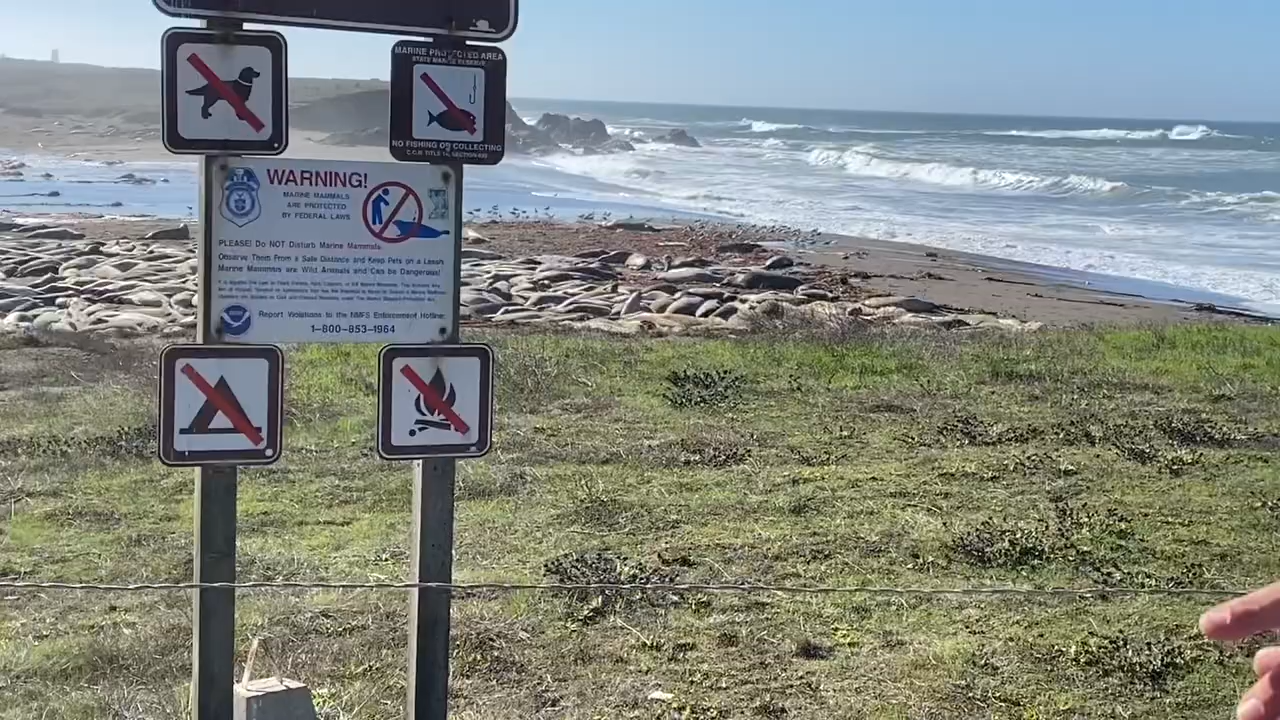 MARINE PROTECTED AREA
STATE MARINE RESERVE
NO FISHING OR COLLECTING
WARNING!
MARINE MAMMALS
ARE PROTECTED
BY FEDERAL LAWS
PLEASE! Do NOT Disturb Marine Mammals.
Observe Them From a Safe Distance and Keep Pets on a Leash
Marine Mammals are Wild Animals and Can be Dangerous!
Report Violations to the NMFS Enforcement Hotline:
1-800-853-1964